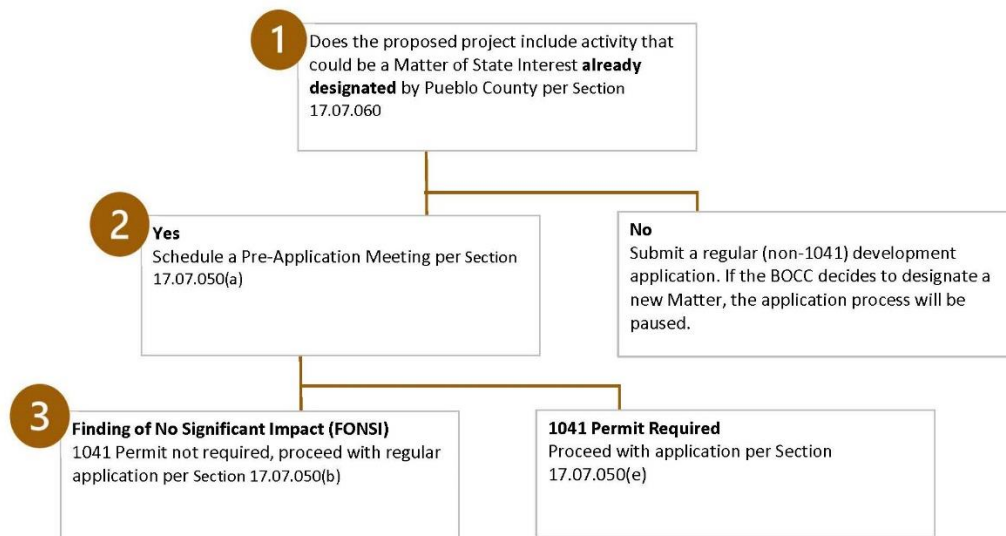 1
Does the proposed project include activity that
could be a Matter of State Interest already
designated by Pueblo County per Section
17.07.060
2
Yes
Schedule a Pre-Application Meeting per Section
17.07.050(a)
No
Submit a regular (non-1041) development
application. If the BOCC decides to designate a
new Matter, the application process will be
paused.
3
Finding of No Significant Impact (FONSI)
1041 Permit not required, proceed with regular
application per Section 17.07.050(b)
1041 Permit Required
Proceed with application per Section
17.07.050(e)